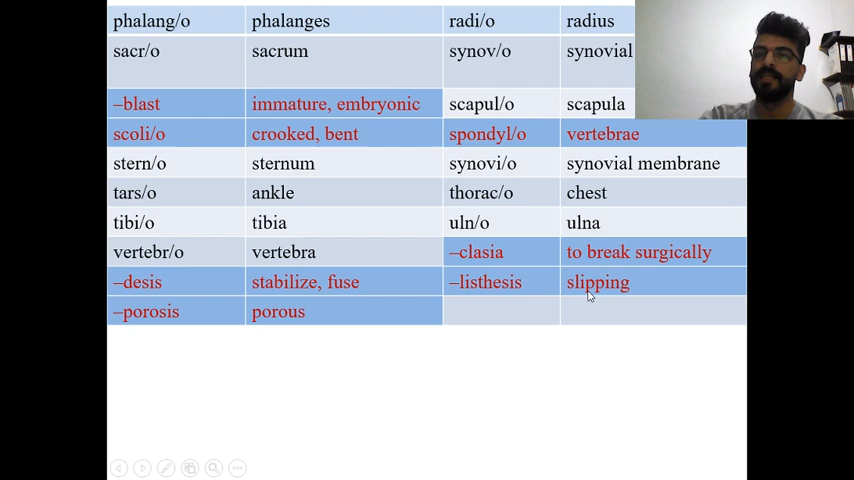 phalang/o phalanges radi/o radius
sacr/o sacrum synov/o synovial
–blast immature, embryonic scapul/o scapula
scoli/o crooked, bent spondyl/o vertebrae
stern/o sternum synovi/o synovial membrane
tars/o ankle thorac/o chest
tibi/o tibia uln/o ulna
vertebr/o vertebra –clasia to break surgically
–desis stabilize, fuse –listhesis slipping
–porosis porous